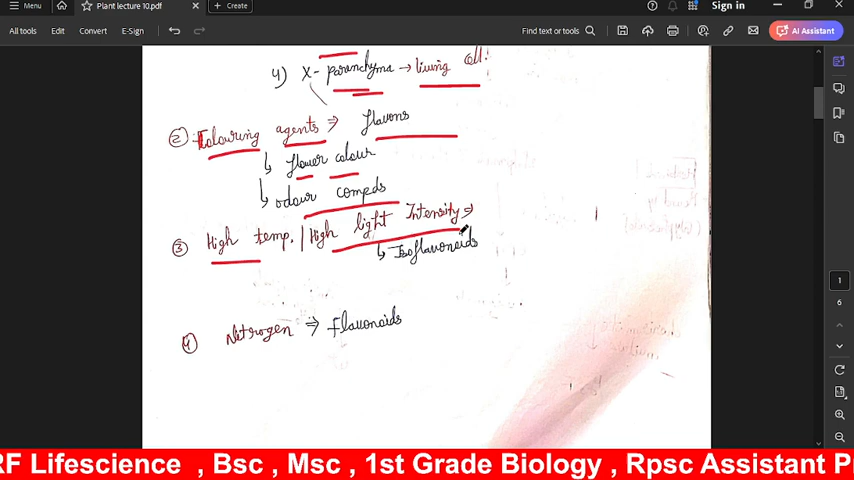 Menu
Plant lecture 10.pdf
Create
Sign in
All tools
Edit
Convert
E-Sign
Find text or tools
AI Assistant
4) X- parenchyma → living cell!
② Colouring agents ⇒ flavons
↳ flower colour
↳ odour compds
③ High temp. / High light Intensity ⇒
↳ Isoflavonoids
④ Netrogen ⇒ flavonoids
1
6
RF Lifescience , Bsc , Msc , 1st Grade Biology , Rpsc Assistant P